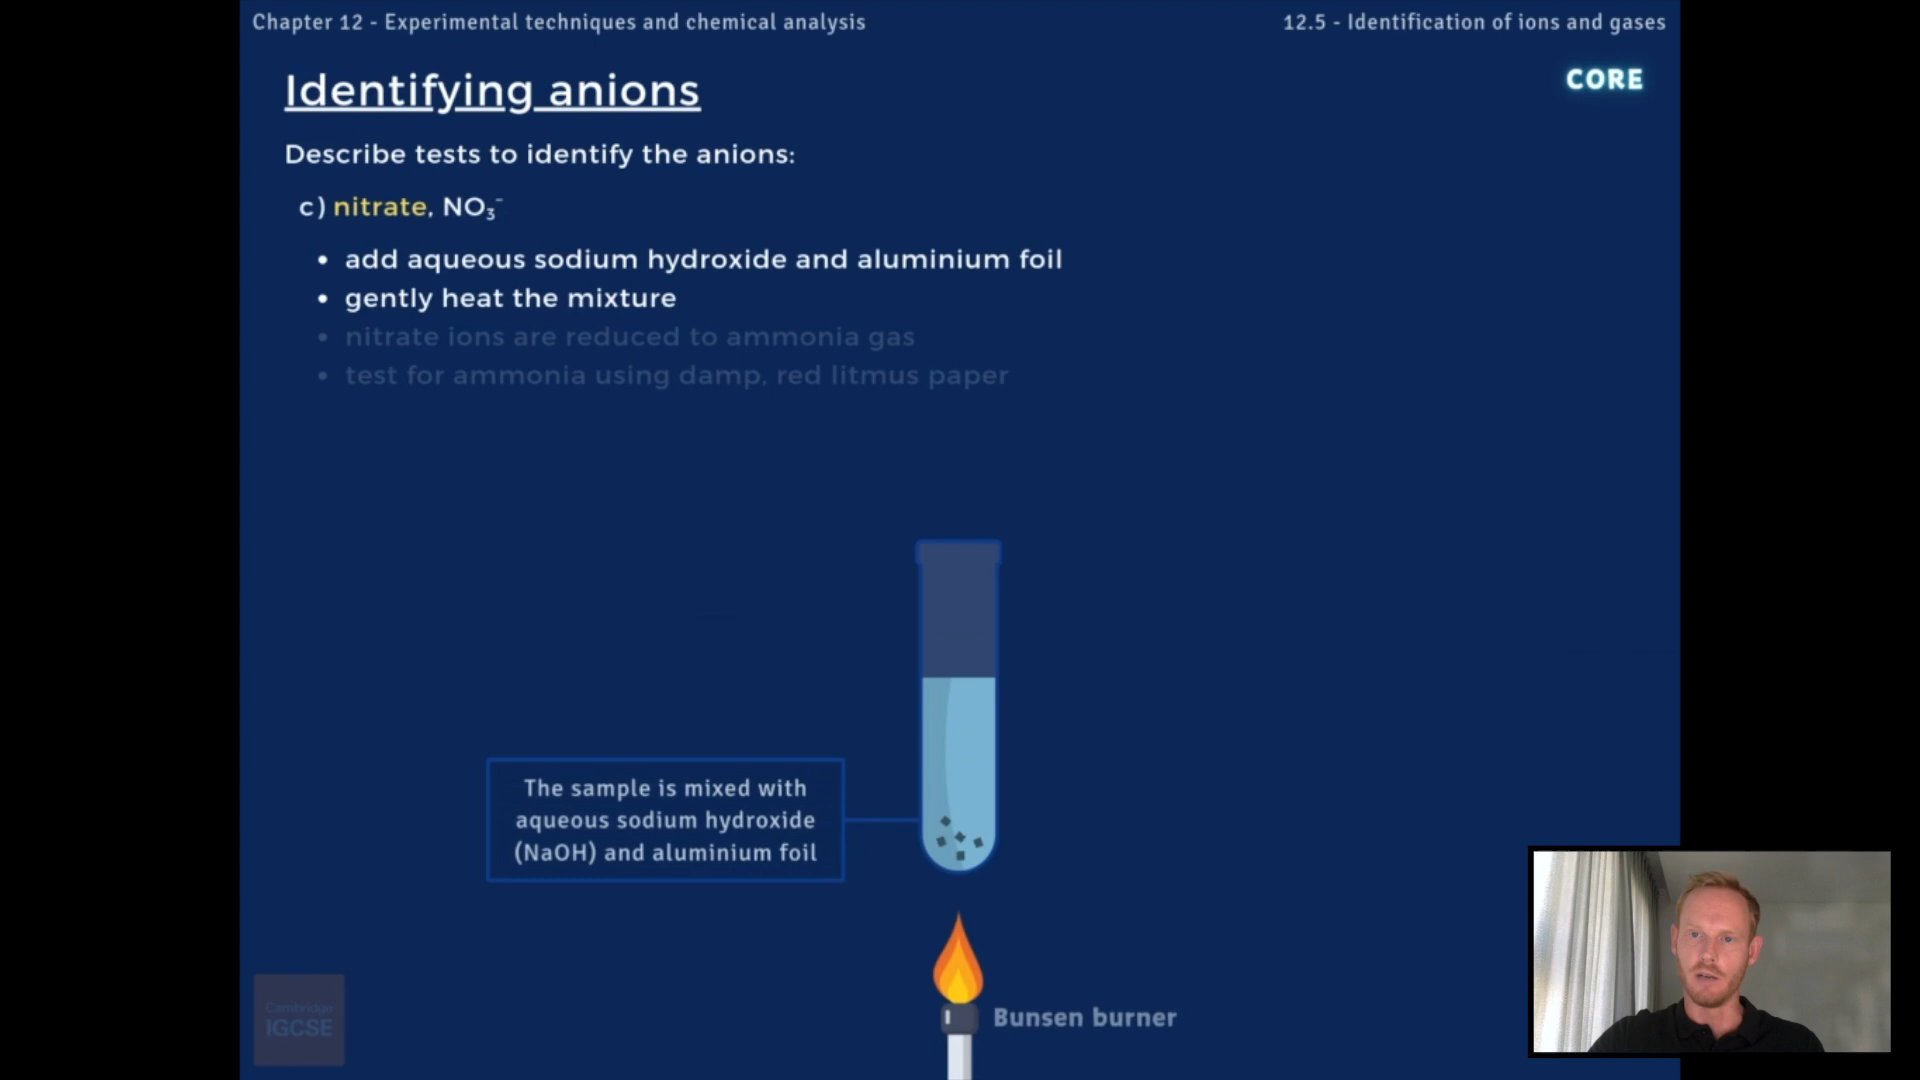 Chapter 12 - Experimental techniques and chemical analysis
12.5 - Identification of ions and gases
Identifying anions
CORE
Describe tests to identify the anions:
c) nitrate, NO₃⁻
• add aqueous sodium hydroxide and aluminium foil
• gently heat the mixture
• nitrate ions are reduced to ammonia gas
• test for ammonia using damp, red litmus paper
The sample is mixed with
aqueous sodium hydroxide
(NaOH) and aluminium foil
Bunsen burner
Cambridge
IGCSE